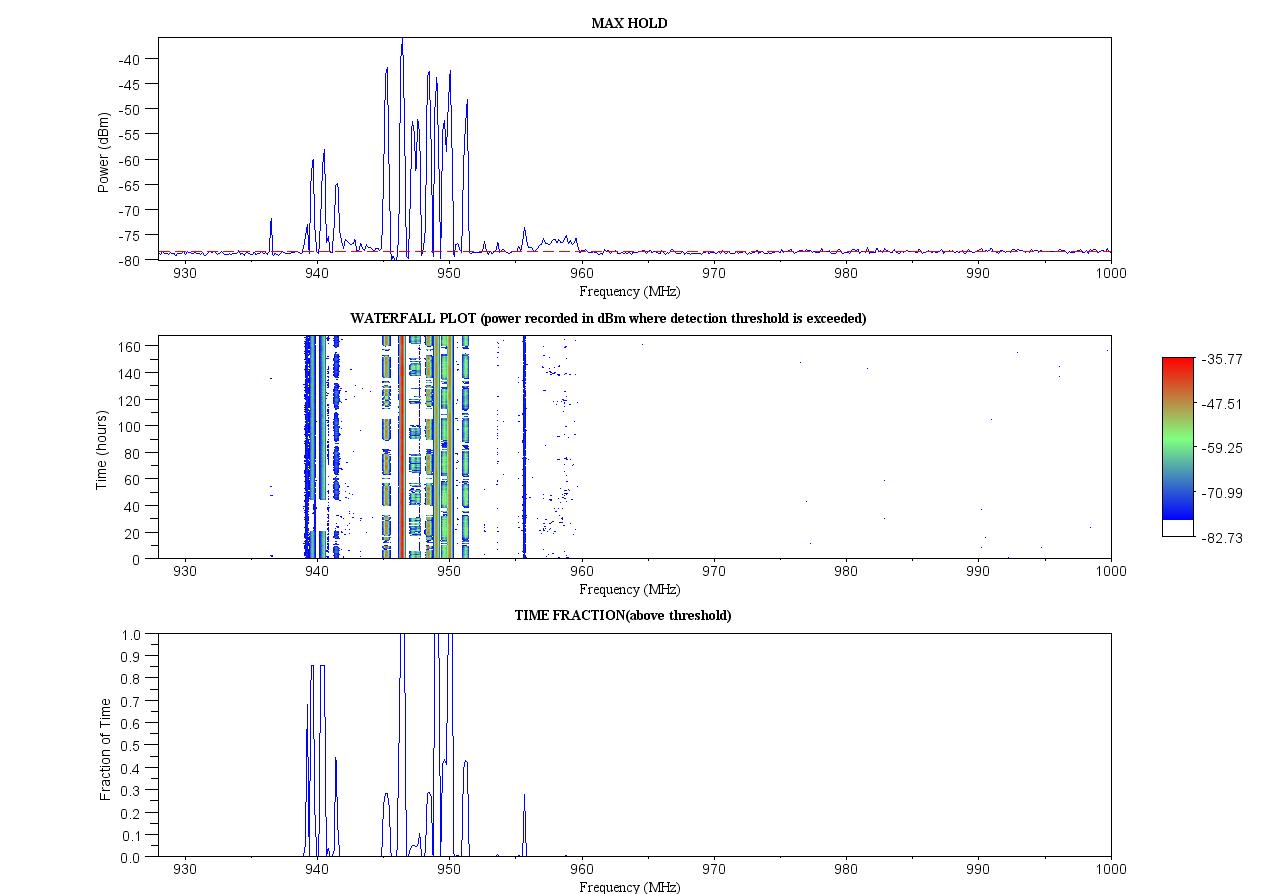 MAX HOLD
-40
-45
-50
-55
-60
-65
-70
-75
-80
Power (dBm)
930 940 950 960 970 980 990 1000
Frequency (MHz)
WATERFALL PLOT (power recorded in dBm where detection threshold is exceeded)
160
140
120
100
80
60
40
20
0
Time (hours)
930 940 950 960 970 980 990 1000
Frequency (MHz)
-35.77
-47.51
-59.25
-70.99
-82.73
TIME FRACTION(above threshold)
1.0
0.9
0.8
0.7
0.6
0.5
0.4
0.3
0.2
0.1
0.0
Fraction of Time
930 940 950 960 970 980 990 1000
Frequency (MHz)